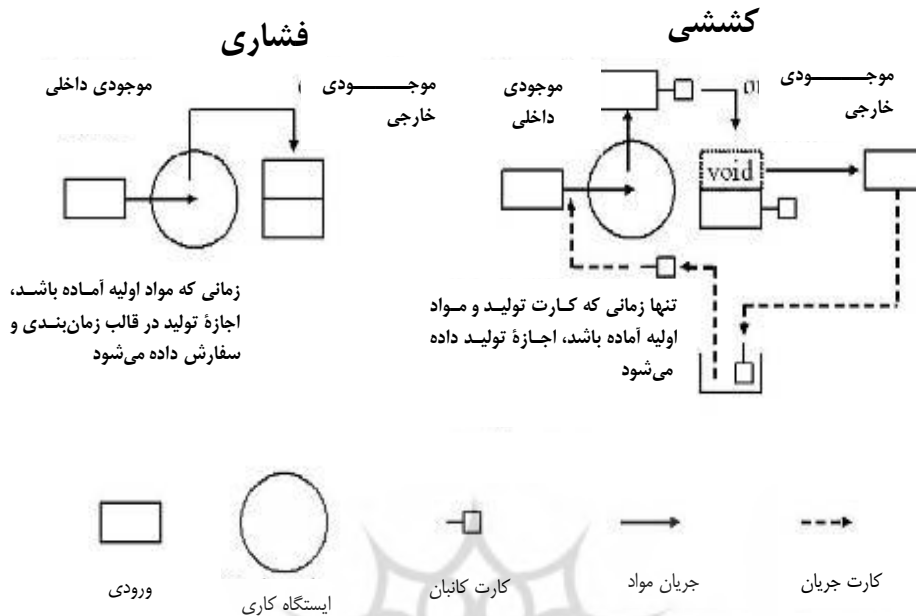 کششی
فشاری
موجودی خارجی
موجودی داخلی
موجودی خارجی
موجودی داخلی
void
تنها زمانی که کارت تولید و مواد
اولیه آماده باشد، اجازهٔ تولید داده
می‌شود
زمانی که مواد اولیه آماده باشد،
اجازهٔ تولید در قالب زمان‌بندی و
سفارش داده می‌شود
کارت جریان
جریان مواد
کارت کانبان
ایستگاه کاری
ورودی